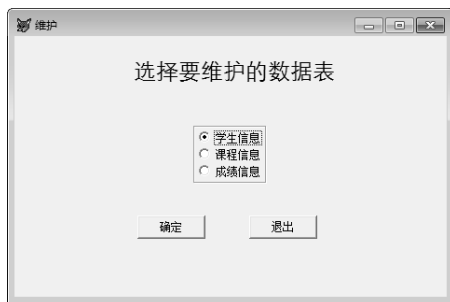 维护
选择要维护的数据表
学生信息
课程信息
成绩信息
确定
退出